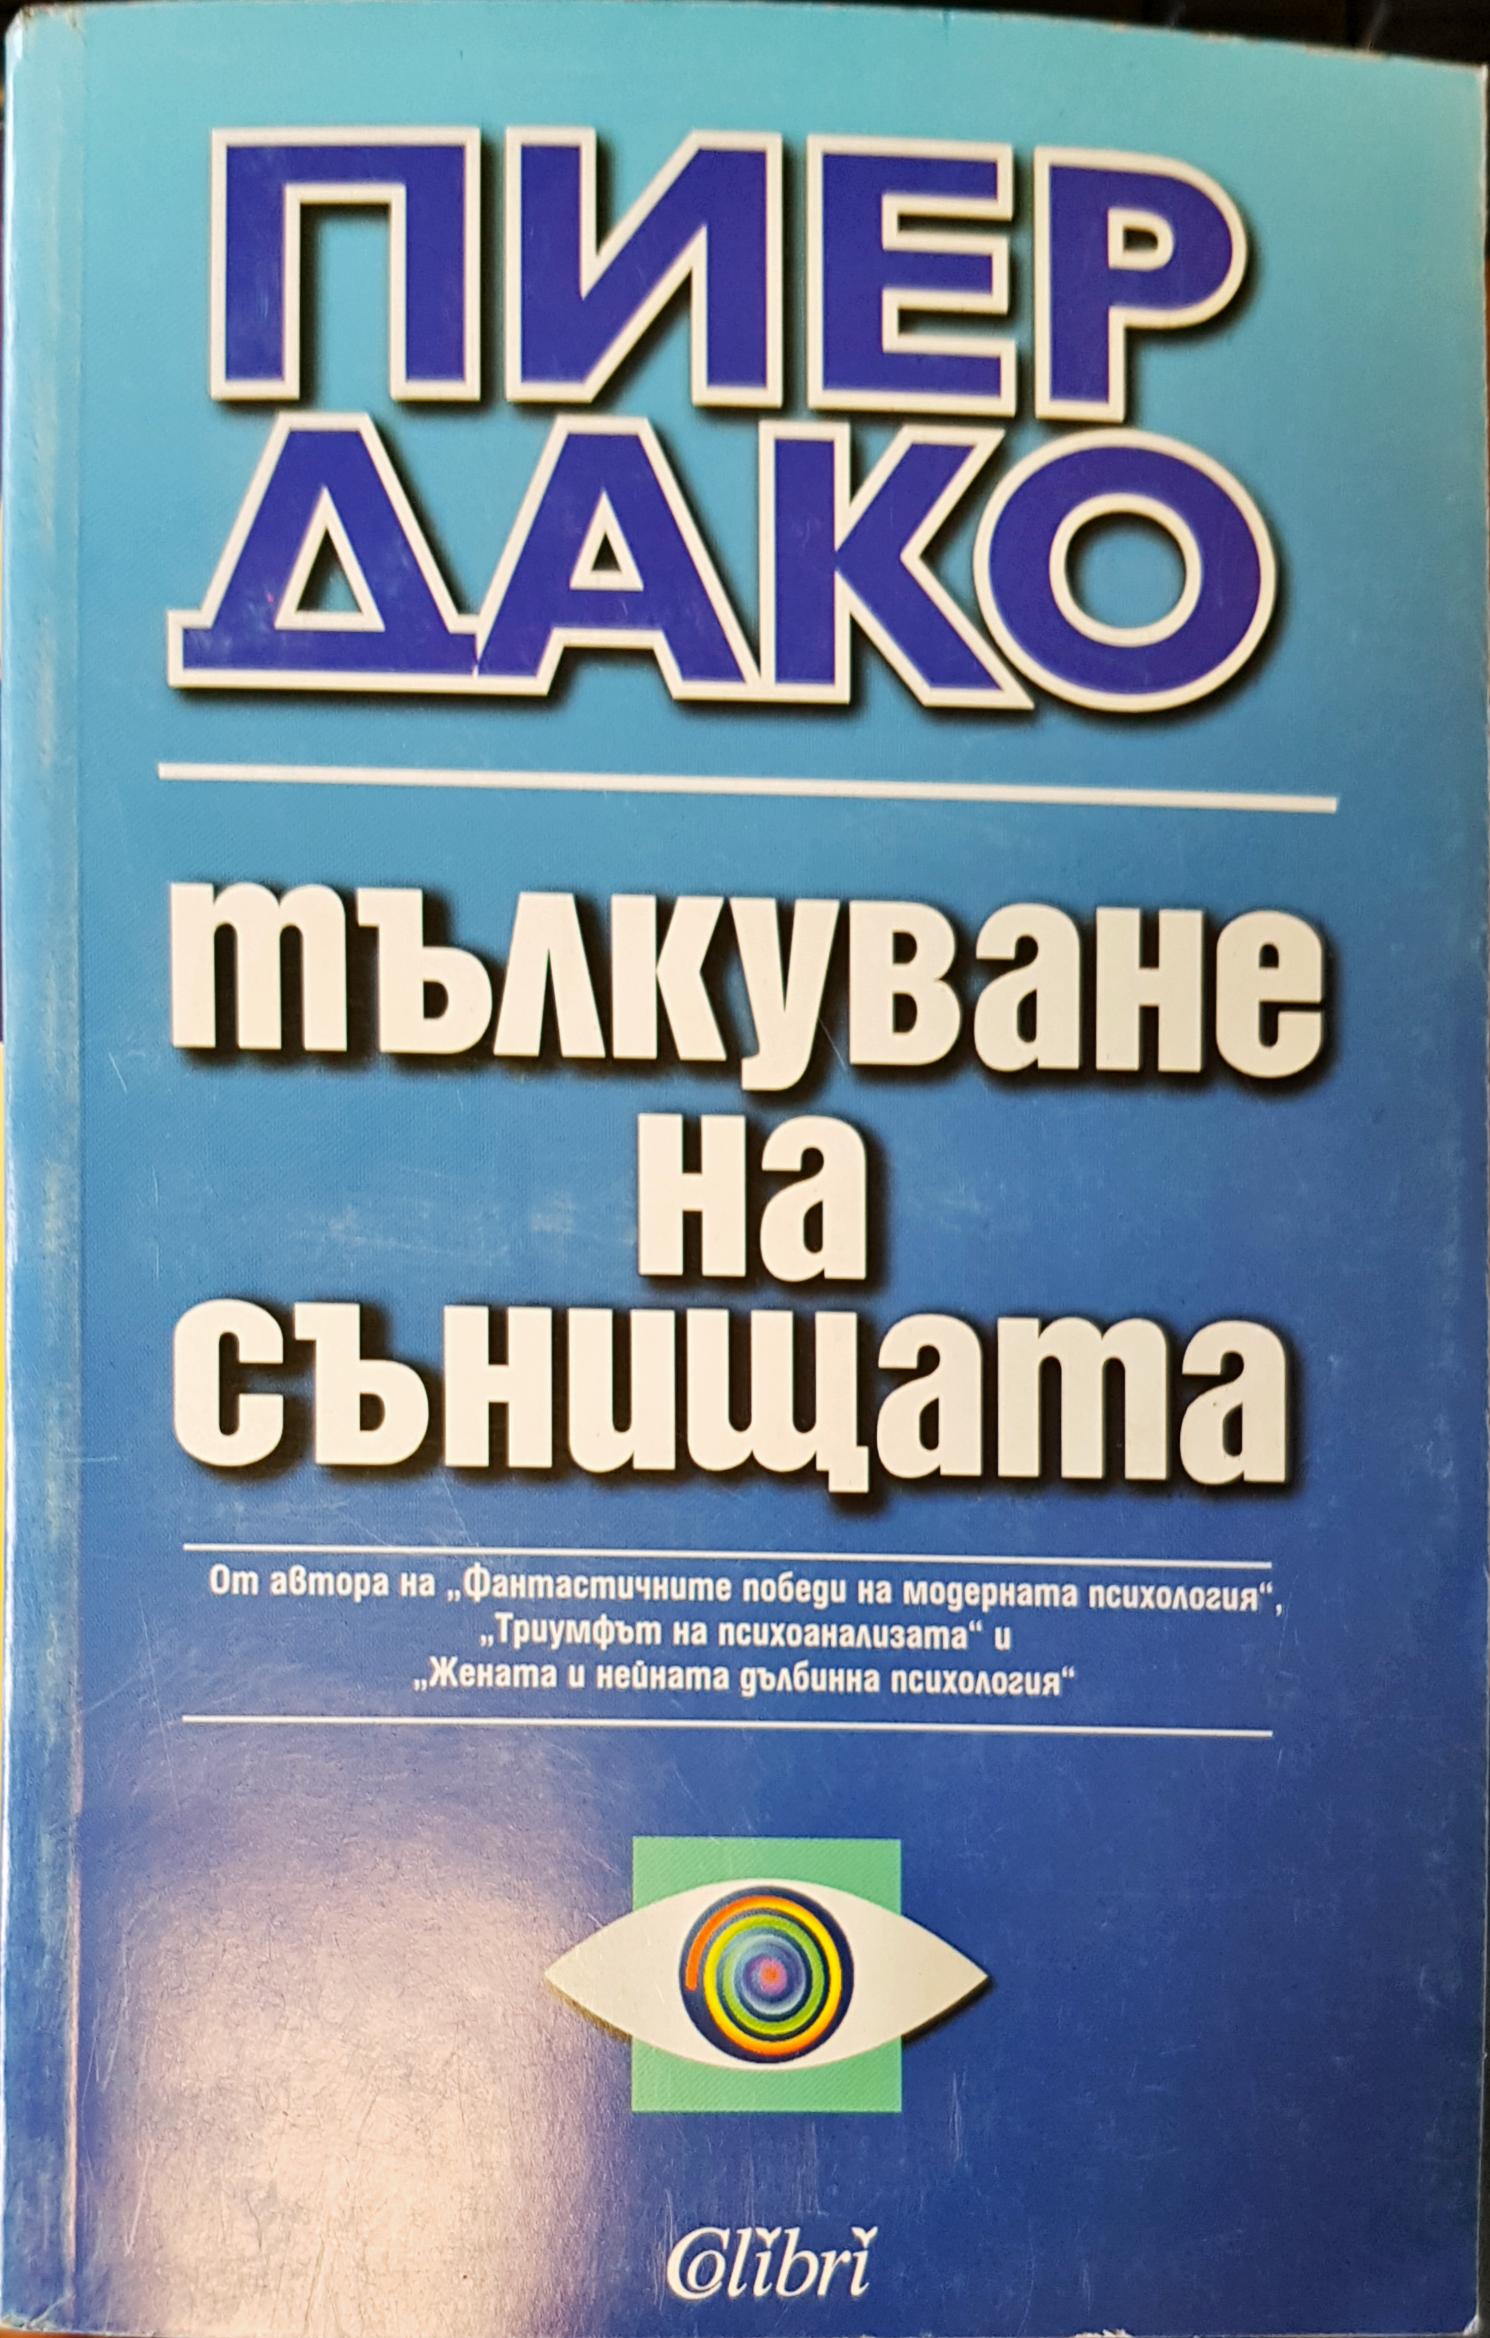 ПИЕР
ДАКО
тълкуване
на
сънищата
От автора на „Фантастичните победи на модерната психология“,
„Триумфът на психоанализата“ и
„Жената и нейната дълбинна психология“
Colibri